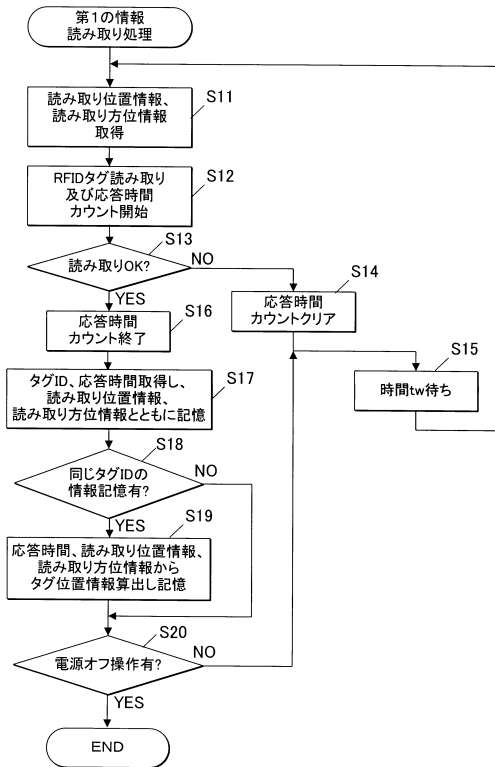 第1の情報
読み取り処理
読み取り位置情報、
読み取り方位情報
取得
S11
RFIDタグ読み取り
及び応答時間
カウント開始
S12
読み取りOK?
S13
NO
YES
応答時間
カウントクリア
S14
時間tw待ち
S15
応答時間
カウント終了
S16
タグID、応答時間取得し、
読み取り位置情報、
読み取り方位情報とともに記憶
S17
同じタグIDの
情報記憶有?
S18
NO
YES
応答時間、読み取り位置情報、
読み取り方位情報から
タグ位置情報算出し記憶
S19
電源オフ操作有?
S20
NO
YES
END